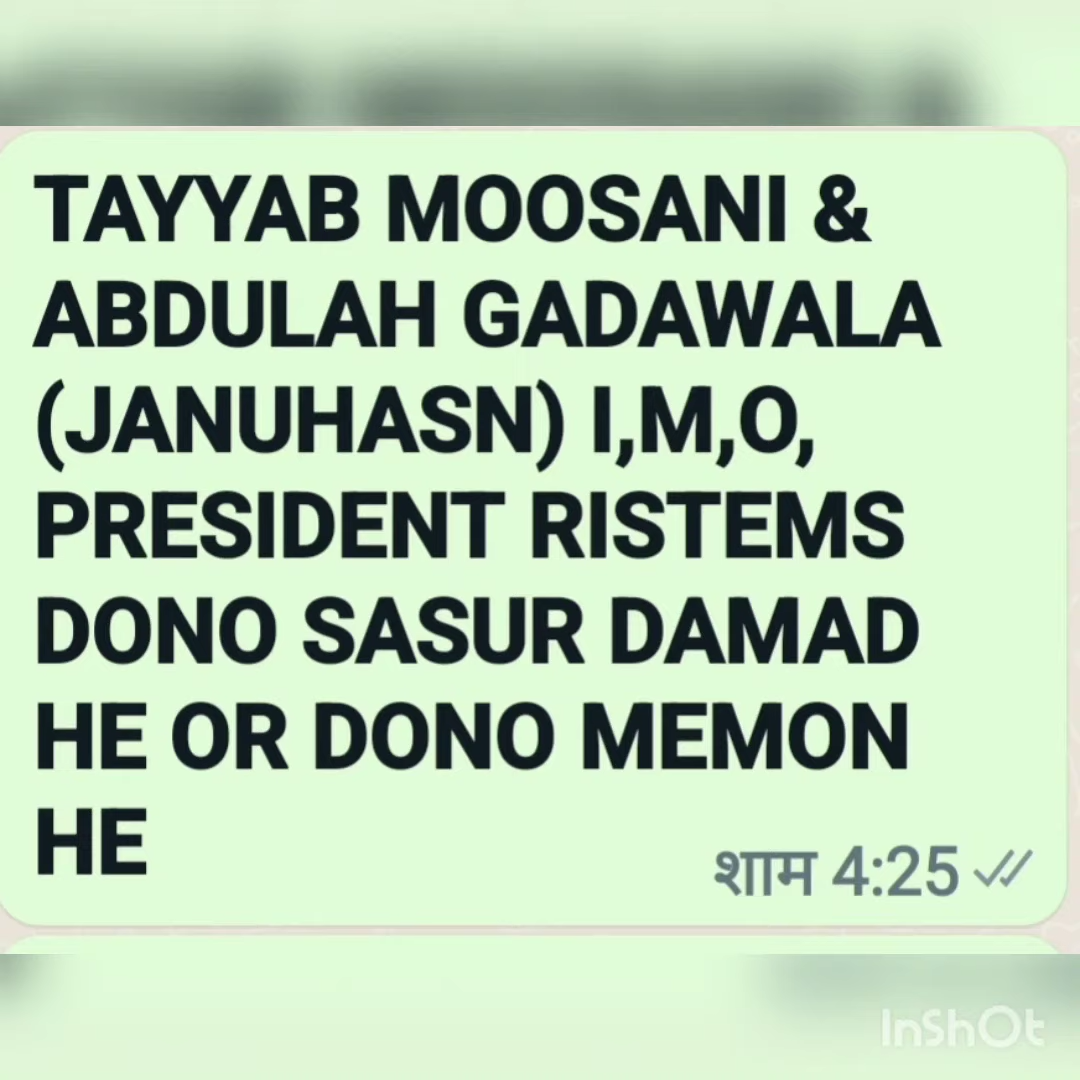 TAYYAB MOOSANI &
ABDULAH GADAWALA
(JANUHASN) I,M,O,
PRESIDENT RISTEMS
DONO SASUR DAMAD
HE OR DONO MEMON
HE
शाम 4:25
InShOt